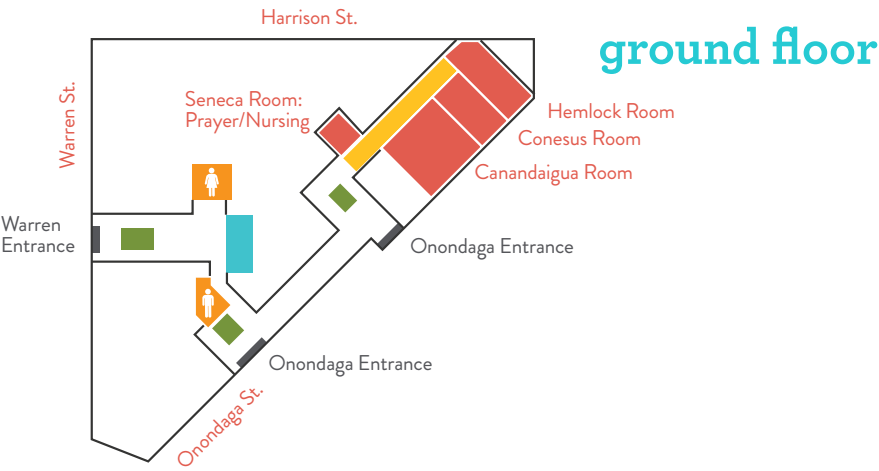 Harrison St.
ground floor
Warren St.
Seneca Room:
Prayer/Nursing
Hemlock Room
Conesus Room
Canandaigua Room
Warren
Entrance
Onondaga Entrance
Onondaga Entrance
Onondaga St.